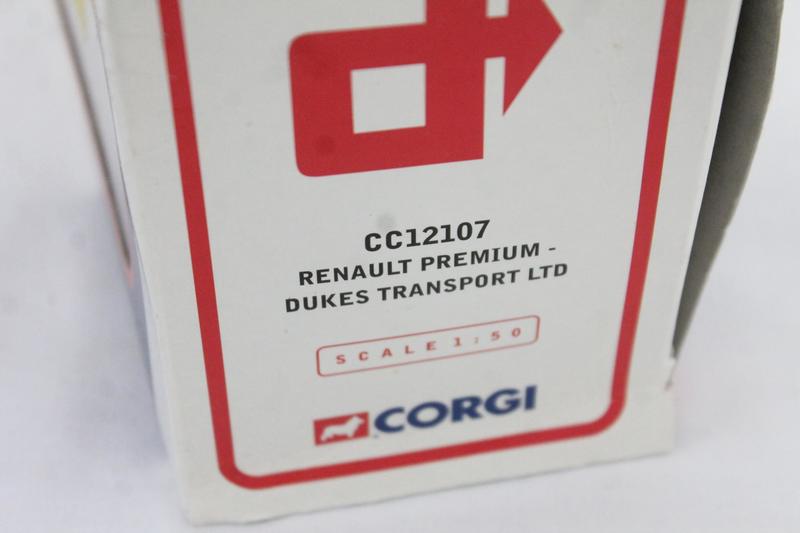 CC12107
RENAULT PREMIUM -
DUKES TRANSPORT LTD
SCALE 1:50
CORGI